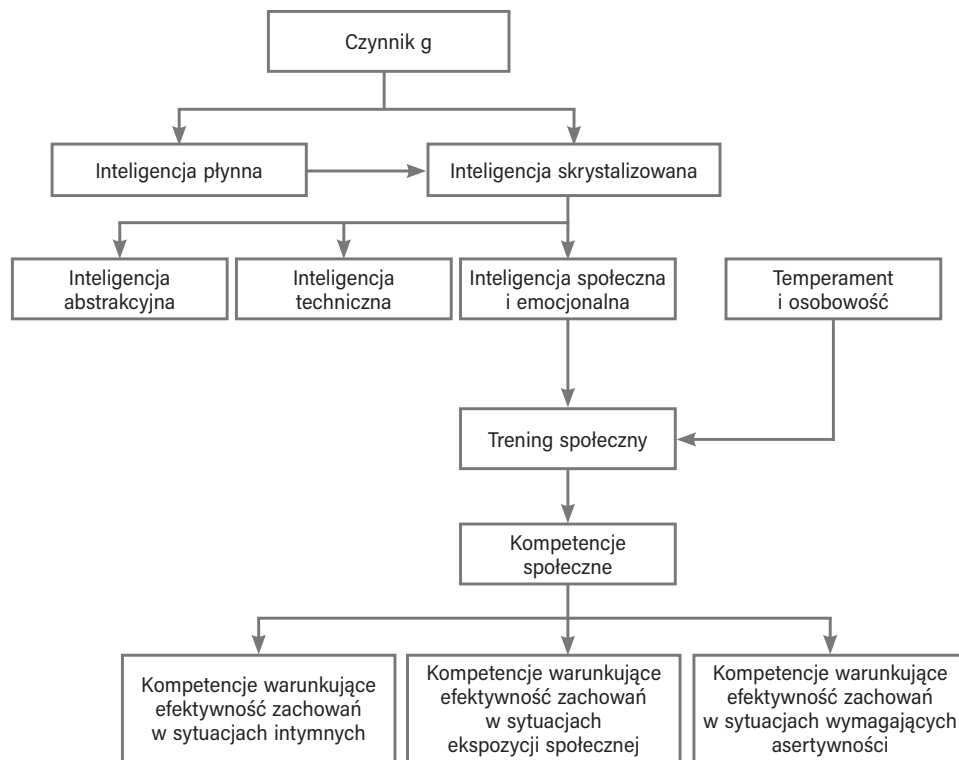 Czynnik g
Inteligencja płynna
Inteligencja skrystalizowana
Inteligencja
abstrakcyjna
Inteligencja
techniczna
Inteligencja społeczna
i emocjonalna
Temperament
i osobowość
Trening społeczny
Kompetencje
społeczne
Kompetencje warunkujące
efektywność zachowań
w sytuacjach intymnych
Kompetencje warunkujące
efektywność zachowań
w sytuacjach
ekspozycji społecznej
Kompetencje warunkujące
efektywność zachowań
w sytuacjach wymagających
asertywności